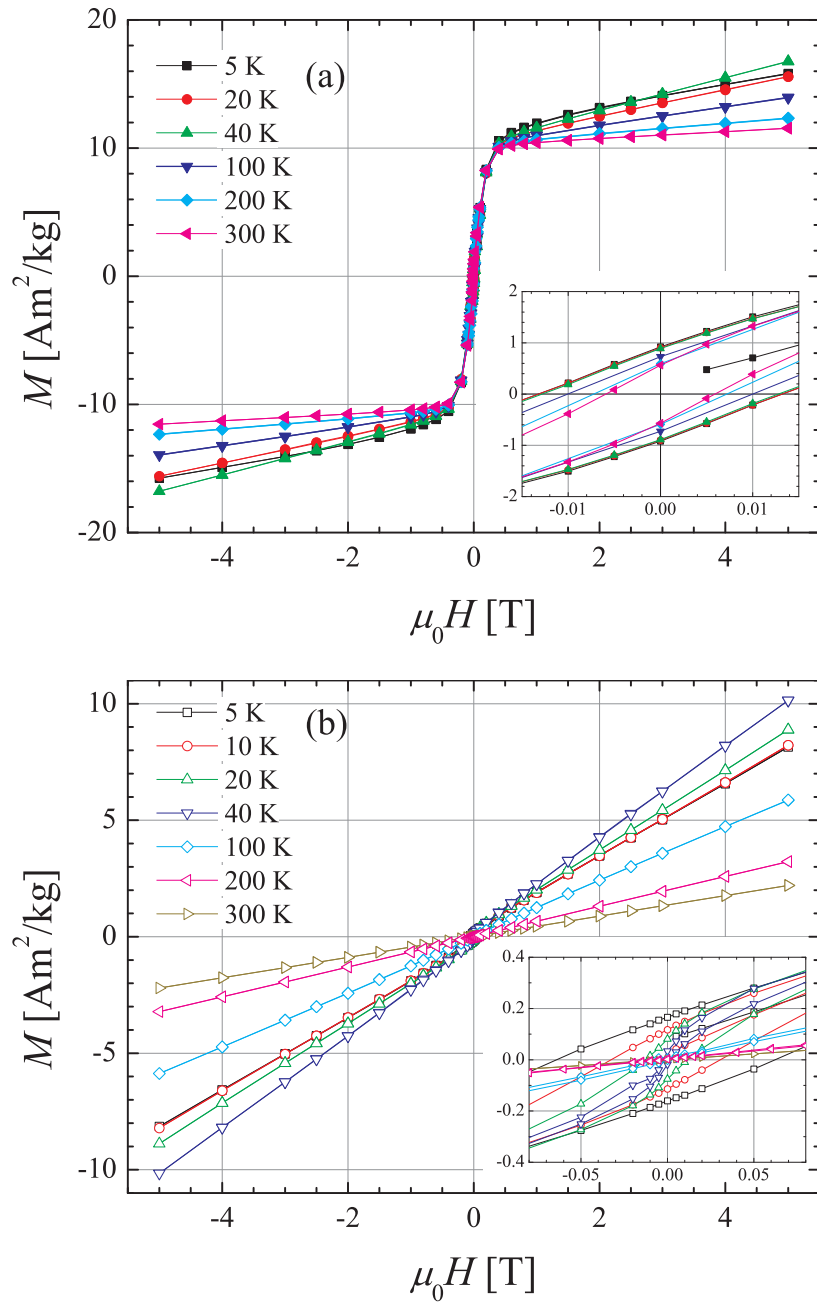 (a)
5 K
20 K
40 K
100 K
200 K
300 K
M [Am²/kg]
20
10
0
-10
-20
-4 -2 0 2 4
μ₀H [T]
2
1
0
-1
-2
-0.01 0.00 0.01
(b)
5 K
10 K
20 K
40 K
100 K
200 K
300 K
M [Am²/kg]
10
5
0
-5
-10
-4 -2 0 2 4
μ₀H [T]
0.4
0.2
0.0
-0.2
-0.4
-0.05 0.00 0.05